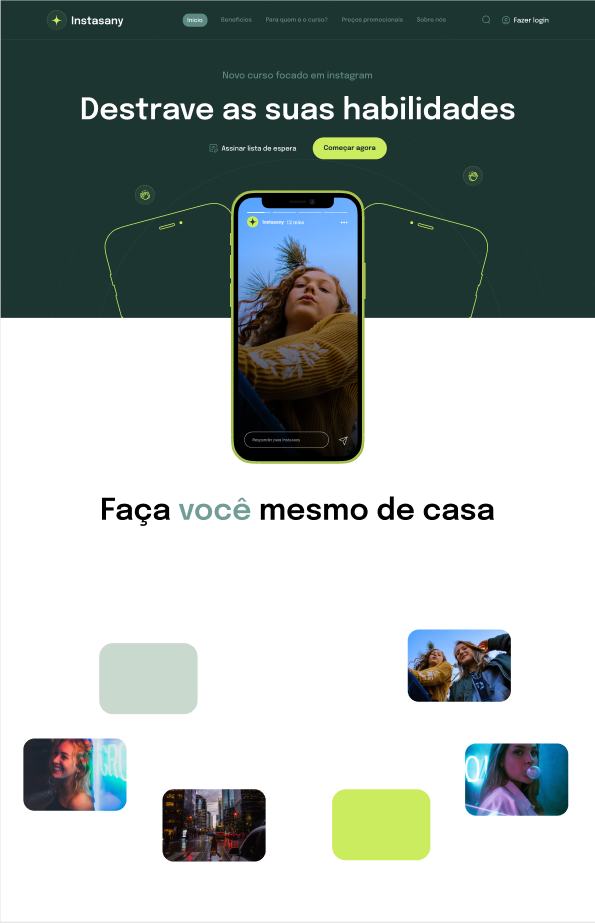 Instasany
Início
Benefícios
Para quem é o curso?
Preços promocionais
Sobre nós
Fazer login
Novo curso focado em instagram
Destrave as suas habilidades
Assinar lista de espera
Começar agora
Instasany 12 mins
Responder para Instasany
Faça você mesmo de casa